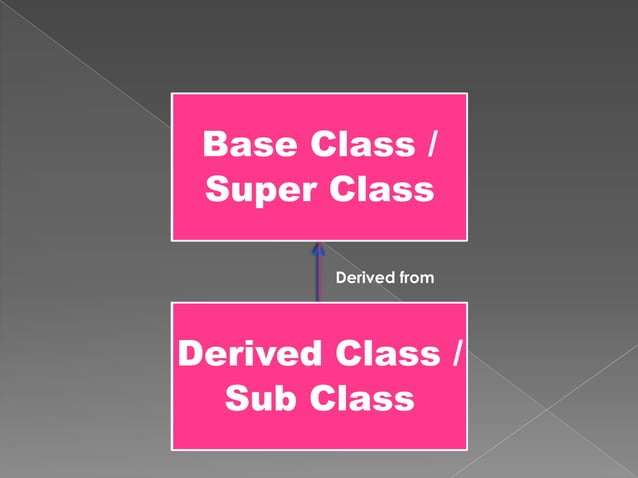 Base Class /
Super Class
Derived from
Derived Class /
Sub Class